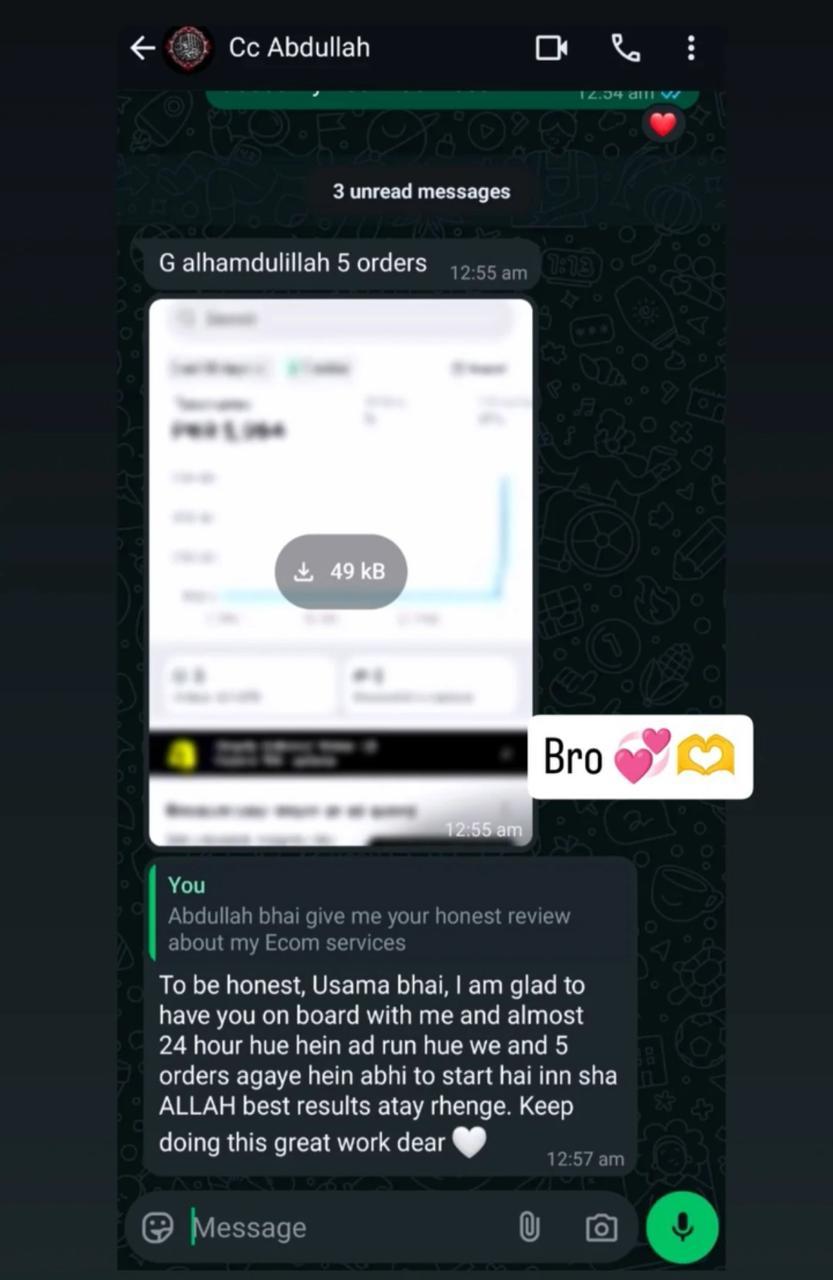 Cc Abdullah
12:54 am
3 unread messages
G alhamdulillah 5 orders 12:55 am
49 kB
Bro 💞🫶
12:55 am
You
Abdullah bhai give me your honest review
about my Ecom services
To be honest, Usama bhai, I am glad to
have you on board with me and almost
24 hour hue hein ad run hue we and 5
orders agaye hein abhi to start hai inn sha
ALLAH best results atay rhenge. Keep
doing this great work dear 🤍
12:57 am
Message